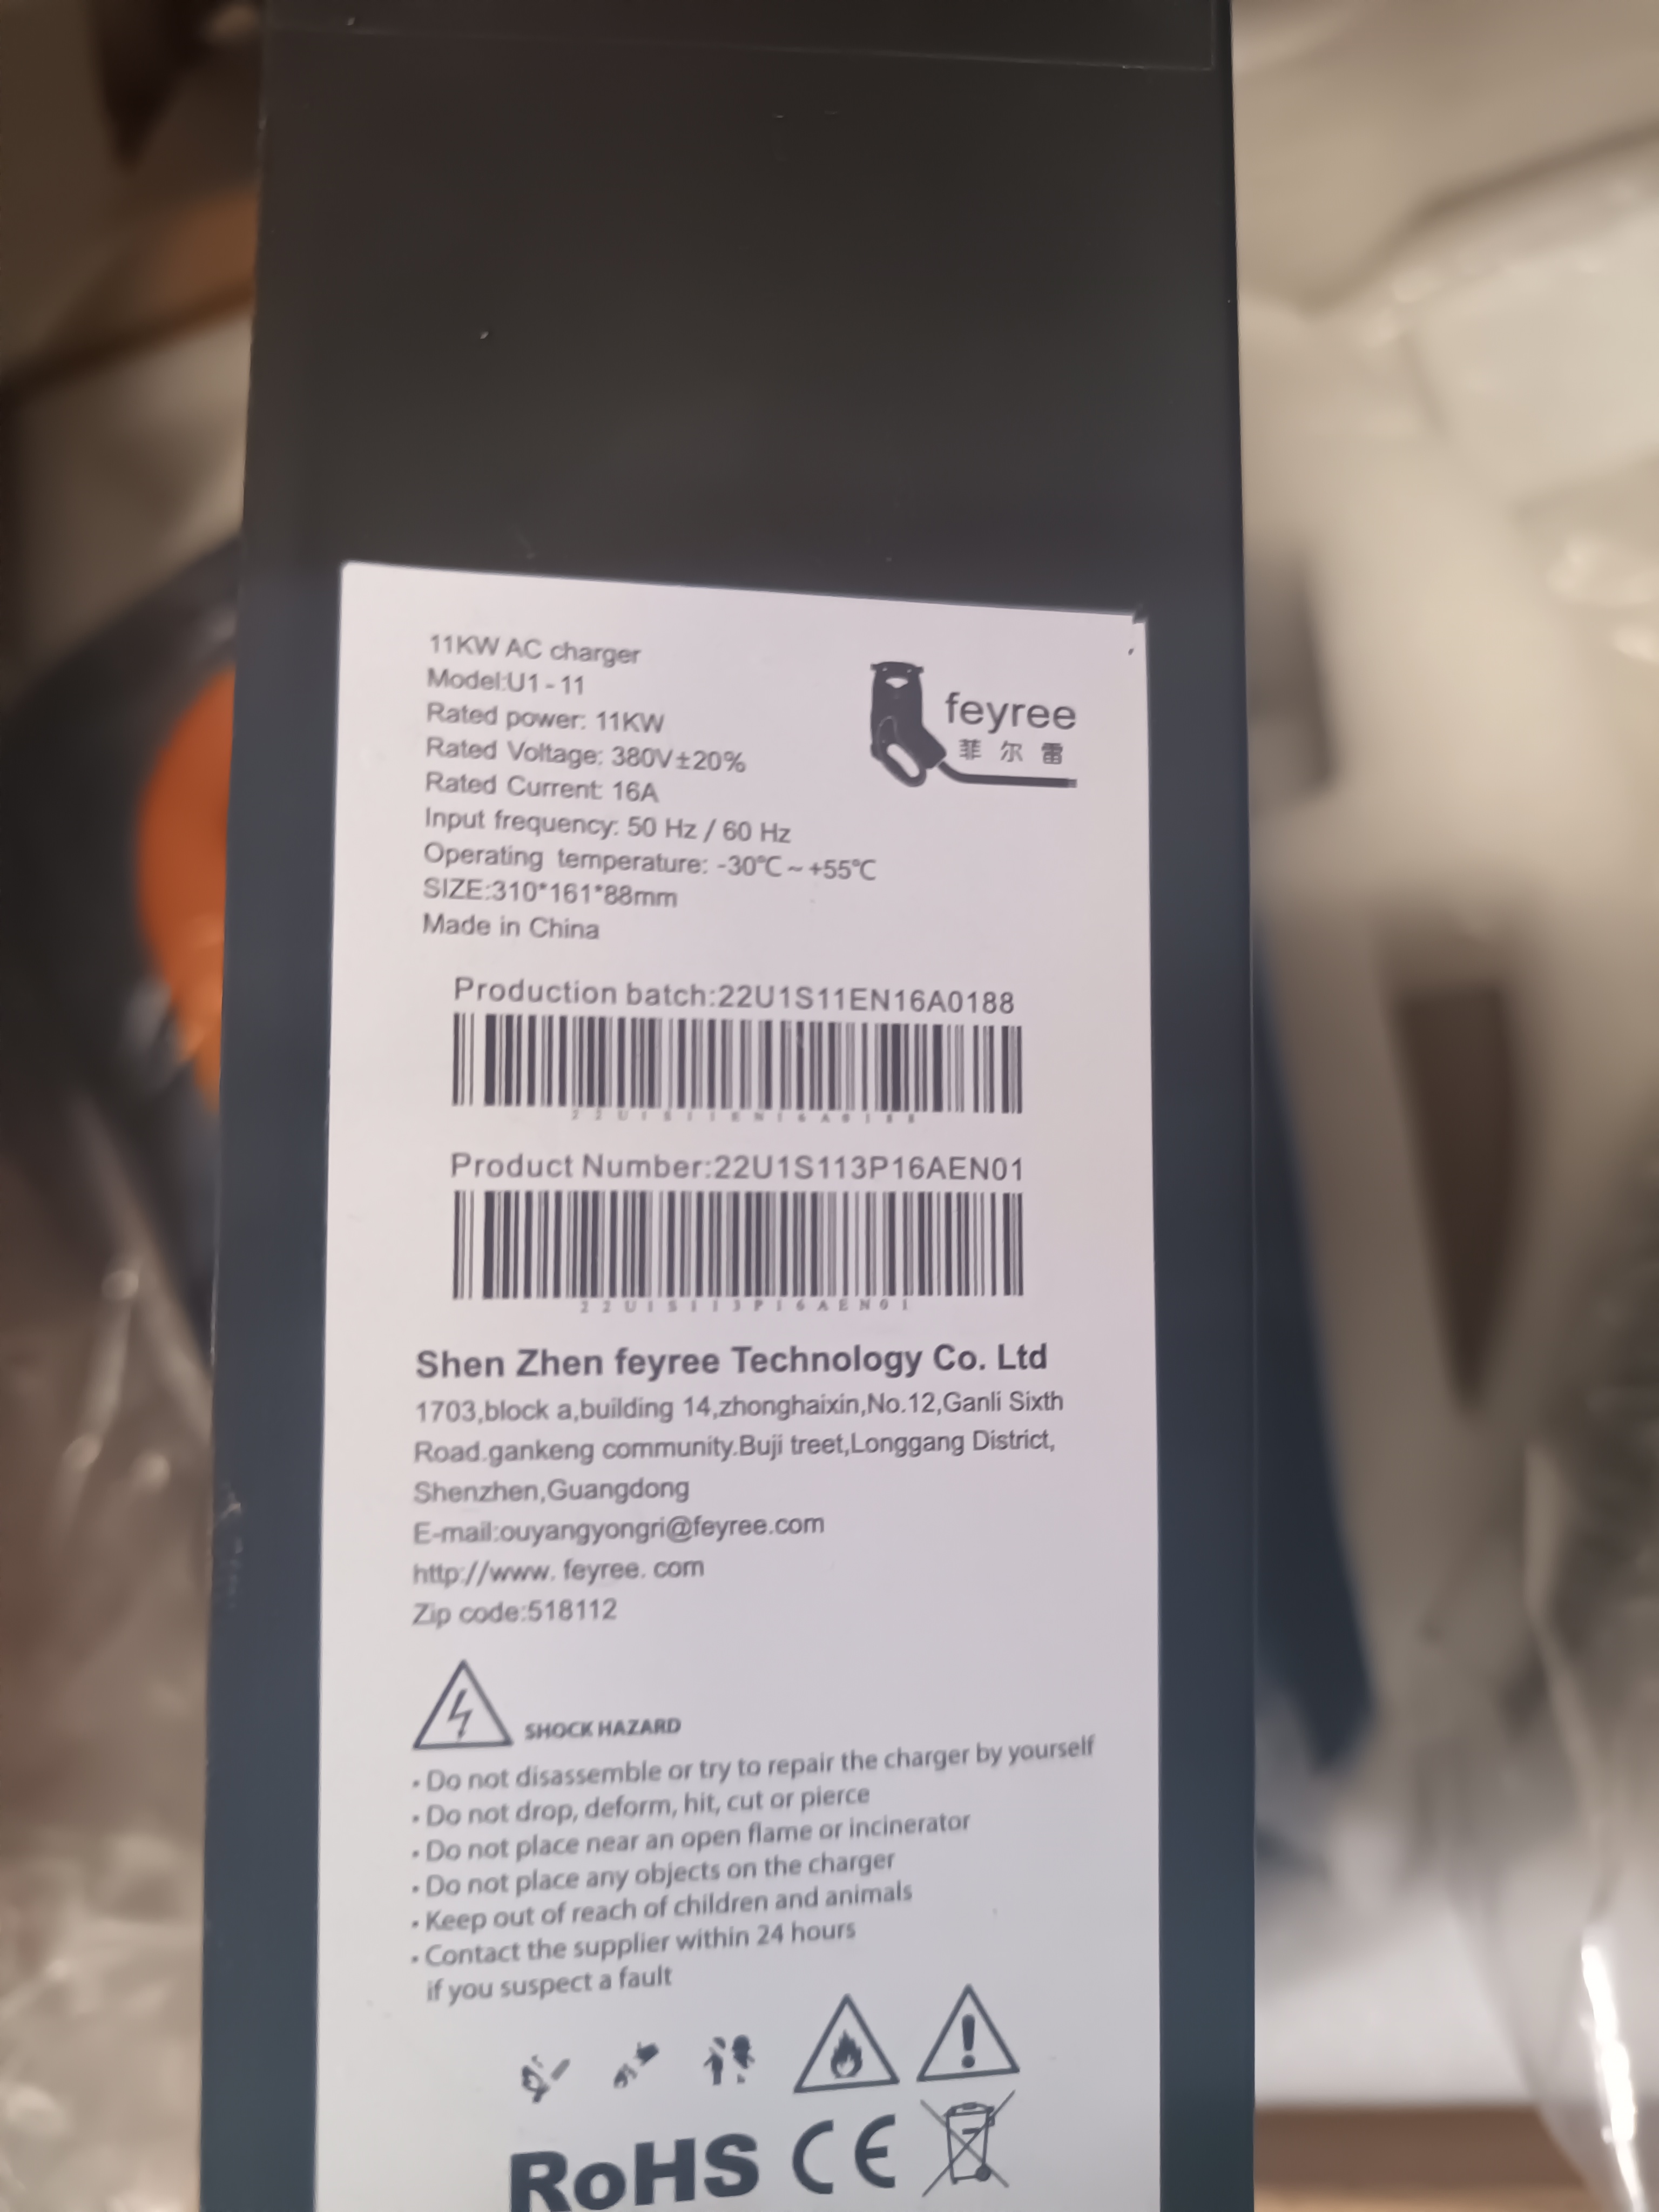 11KW AC charger
Model:U1-11
Rated power: 11KW
Rated Voltage: 380V±20%
Rated Current: 16A
Input frequency: 50 Hz / 60 Hz
Operating temperature: -30℃~+55℃
SIZE:310*161*88mm
Made in China
feyree
菲尔雷
Production batch:22U1S11EN16A0188
22U1S11EN16A0188
Product Number:22U1S113P16AEN01
22U1S113P16AEN01
Shen Zhen feyree Technology Co. Ltd
1703,block a,building 14,zhonghaixin,No.12,Ganli Sixth
Road.gankeng community.Buji treet,Longgang District,
Shenzhen,Guangdong
E-mail:ouyangyongri@feyree.com
http://www. feyree. com
Zip code:518112
SHOCK HAZARD
• Do not disassemble or try to repair the charger by yourself
• Do not drop, deform, hit, cut or pierce
• Do not place near an open flame or incinerator
• Do not place any objects on the charger
• Keep out of reach of children and animals
• Contact the supplier within 24 hours
if you suspect a fault
RoHS CE